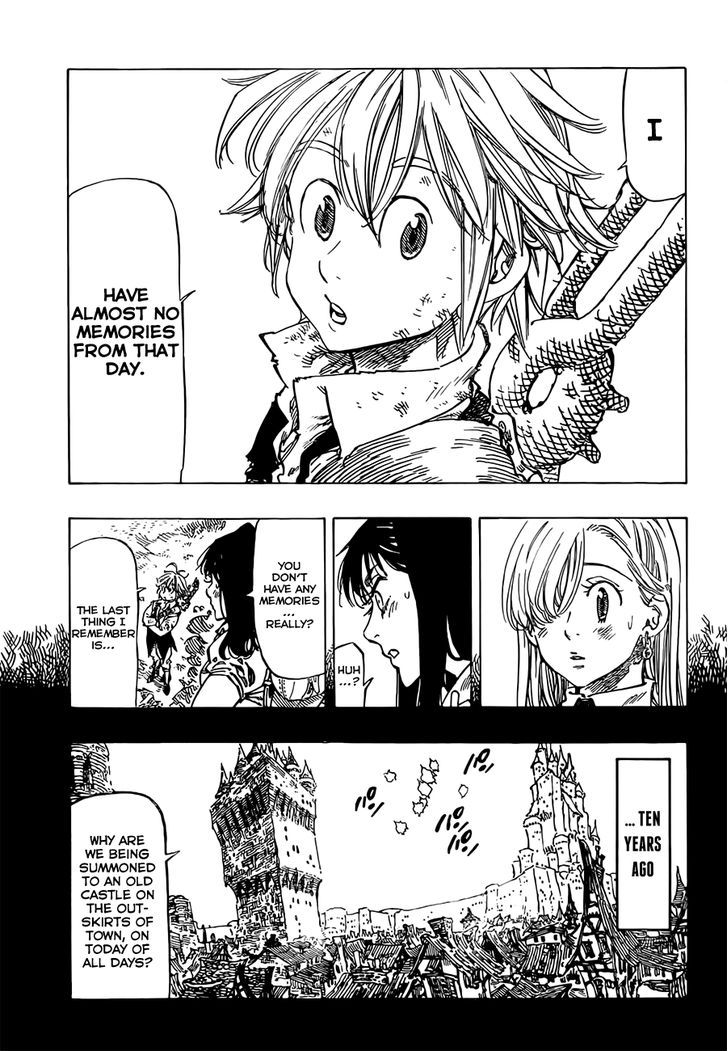 I
HAVE
ALMOST NO
MEMORIES
FROM THAT
DAY.
HUH
...?
YOU
DON'T
HAVE ANY
MEMORIES
...
REALLY?
THE LAST
THING I
REMEMBER
IS...
... TEN
YEARS
AGO
WHY ARE
WE BEING
SUMMONED
TO AN OLD
CASTLE ON
THE OUT-
SKIRTS OF
TOWN, ON
TODAY OF
ALL DAYS?